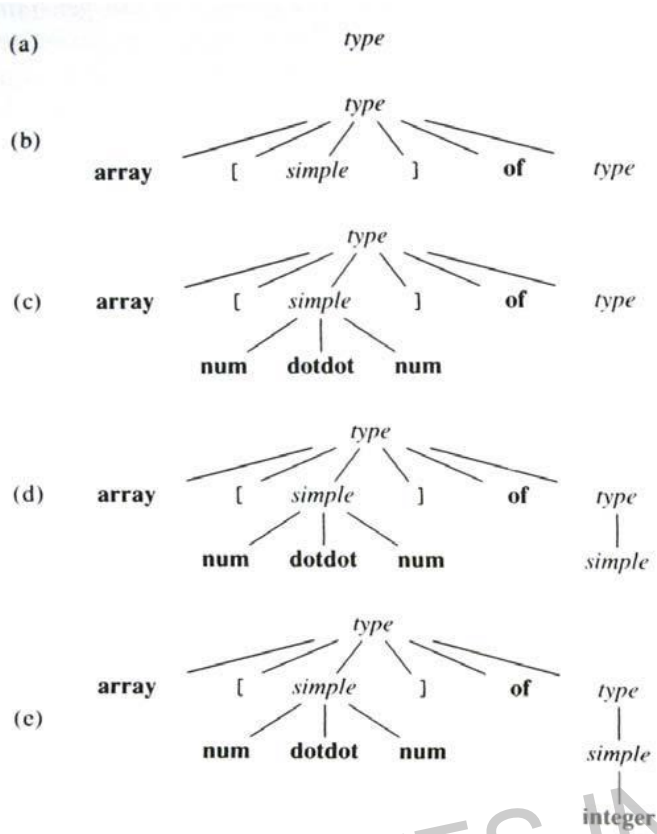 (a) type
type
(b)
array [ simple ] of type
type
(c) array [ simple ] of type
num dotdot num
type
(d) array [ simple ] of type
num dotdot num simple
type
array [ simple ] of type
(e)
num dotdot num simple
integer